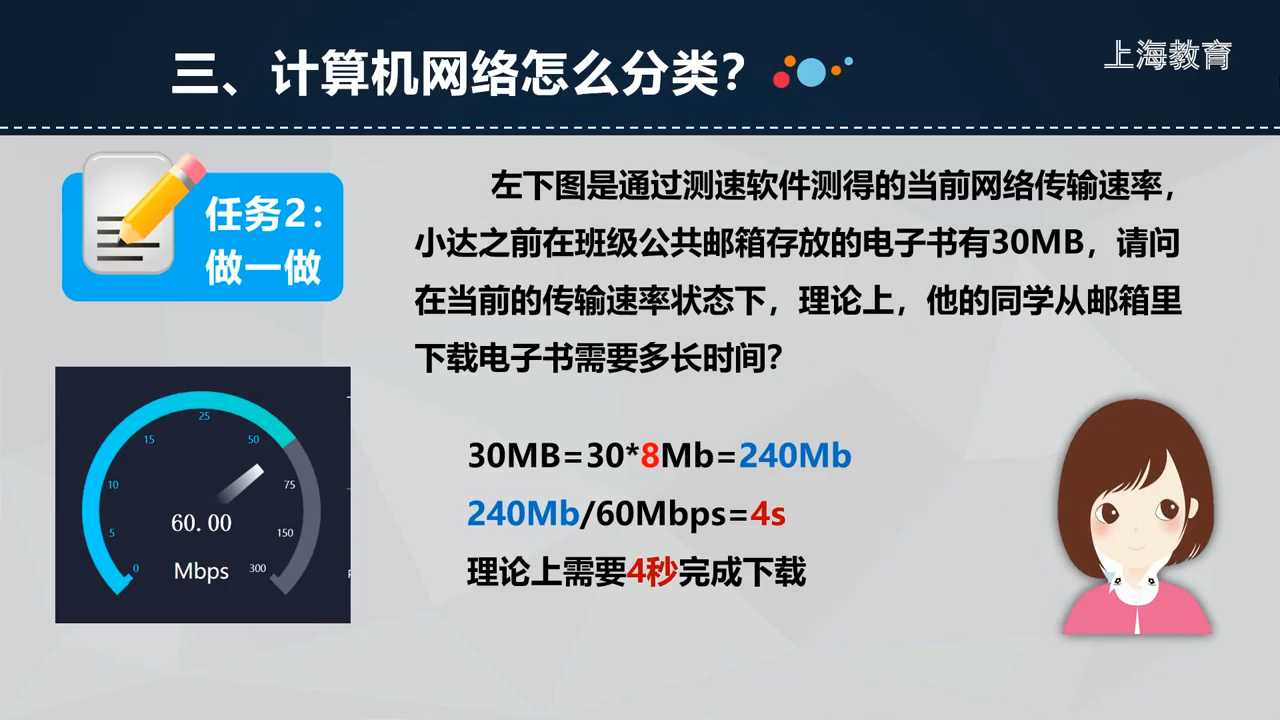 三、计算机网络怎么分类？
上海教育
任务2：
做一做
左下图是通过测速软件测得的当前网络传输速率，
小达之前在班级公共邮箱存放的电子书有30MB，请问
在当前的传输速率状态下，理论上，他的同学从邮箱里
下载电子书需要多长时间？
25
15
50
10
75
5
150
0
300
60.00
Mbps
30MB=30*8Mb=240Mb
240Mb/60Mbps=4s
理论上需要4秒完成下载